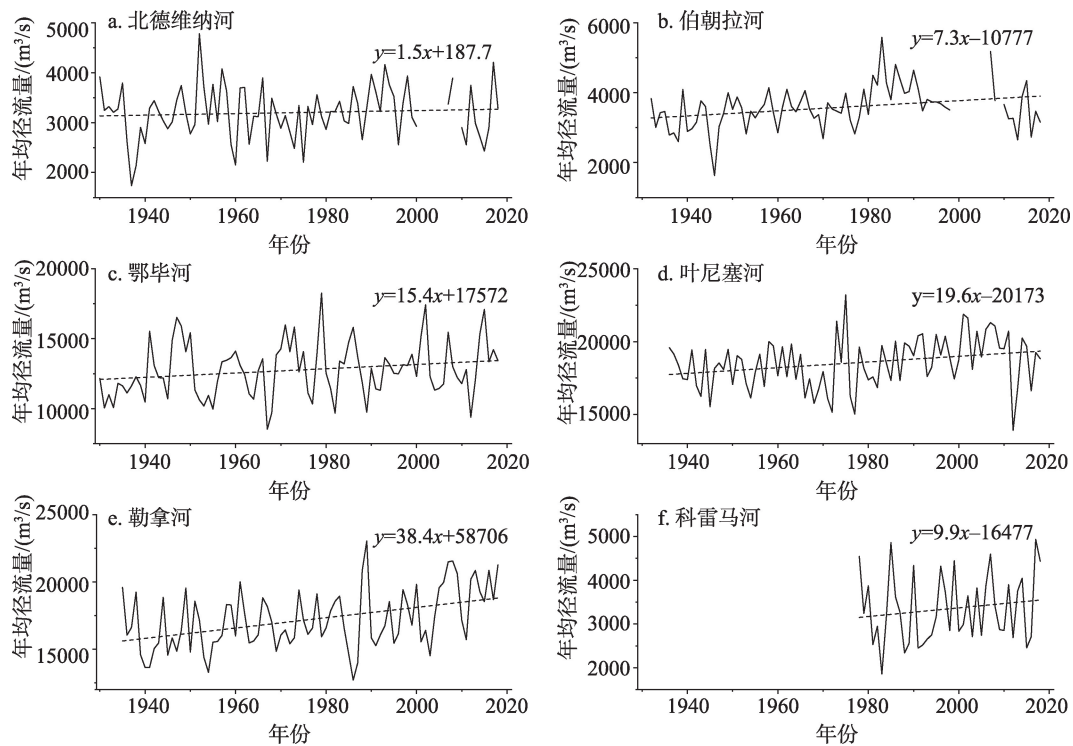 a. 北德维纳河
y=1.5x+187.7
年均径流量/(m³/s)
5000
4000
3000
2000
1940
1960
1980
2000
2020
年份
b. 伯朝拉河
y=7.3x–10777
年均径流量/(m³/s)
6000
4000
2000
1940
1960
1980
2000
2020
年份
c. 鄂毕河
y=15.4x+17572
年均径流量/(m³/s)
20000
15000
10000
1940
1960
1980
2000
2020
年份
d. 叶尼塞河
y=19.6x–20173
年均径流量/(m³/s)
25000
20000
15000
1940
1960
1980
2000
2020
年份
e. 勒拿河
y=38.4x+58706
年均径流量/(m³/s)
25000
20000
15000
1940
1960
1980
2000
2020
年份
f. 科雷马河
y=9.9x–16477
年均径流量/(m³/s)
5000
4000
3000
2000
1940
1960
1980
2000
2020
年份